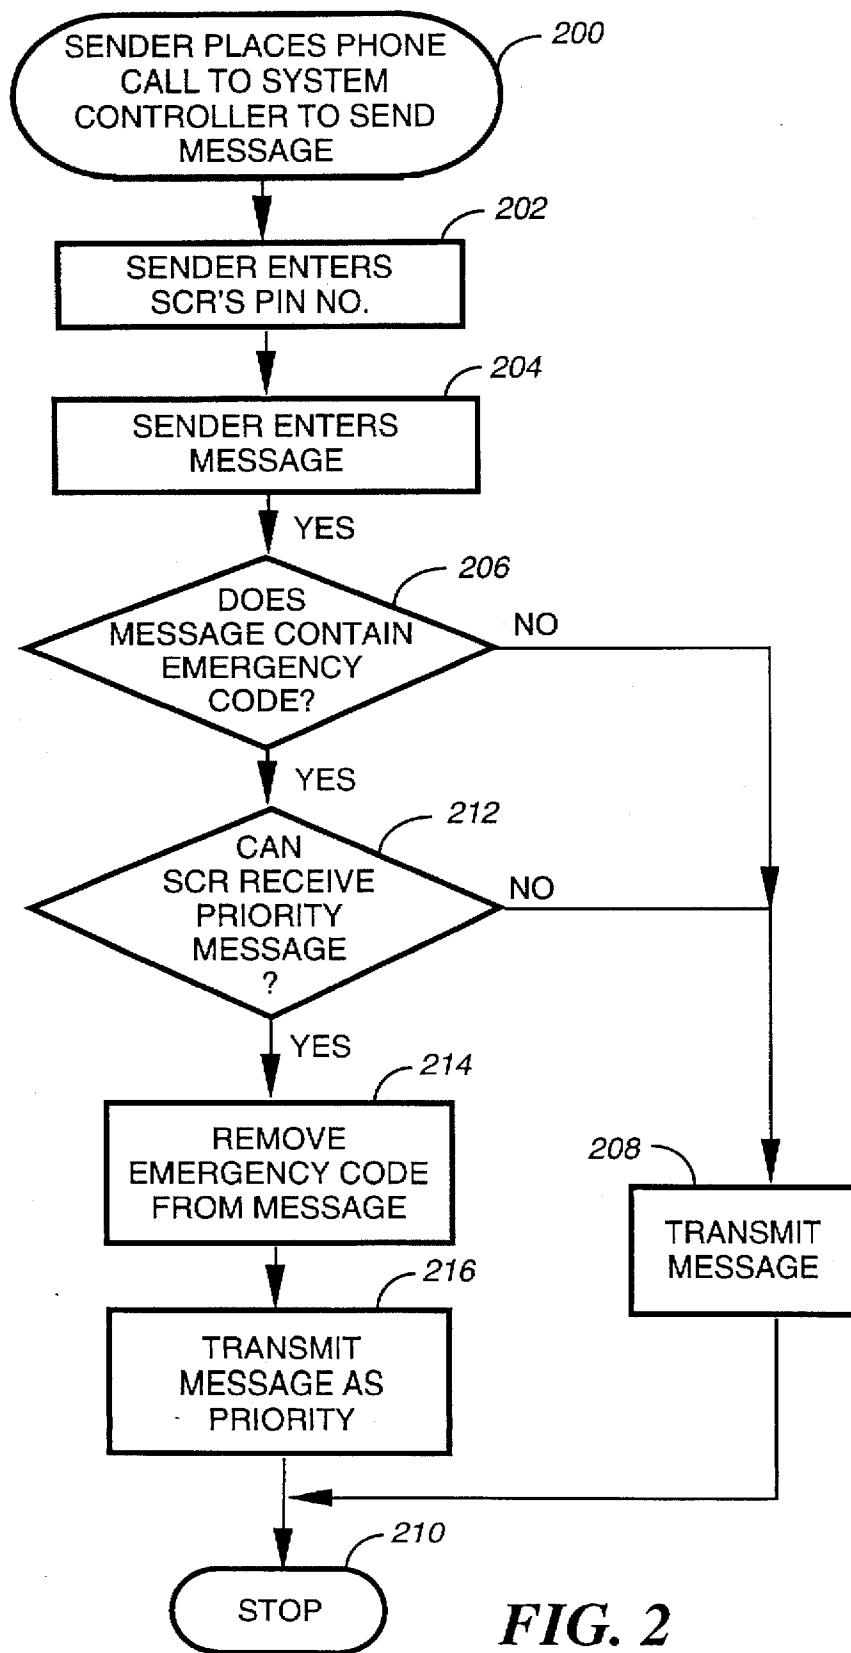 SENDER PLACES PHONE
CALL TO SYSTEM
CONTROLLER TO SEND
MESSAGE
200
202
SENDER ENTERS
SCR'S PIN NO.
204
SENDER ENTERS
MESSAGE
YES
206
DOES
MESSAGE CONTAIN
EMERGENCY
CODE?
NO
YES
212
CAN
SCR RECEIVE
PRIORITY
MESSAGE
?
NO
YES
214
REMOVE
EMERGENCY CODE
FROM MESSAGE
208
TRANSMIT
MESSAGE
216
TRANSMIT
MESSAGE AS
PRIORITY
210
STOP
FIG. 2